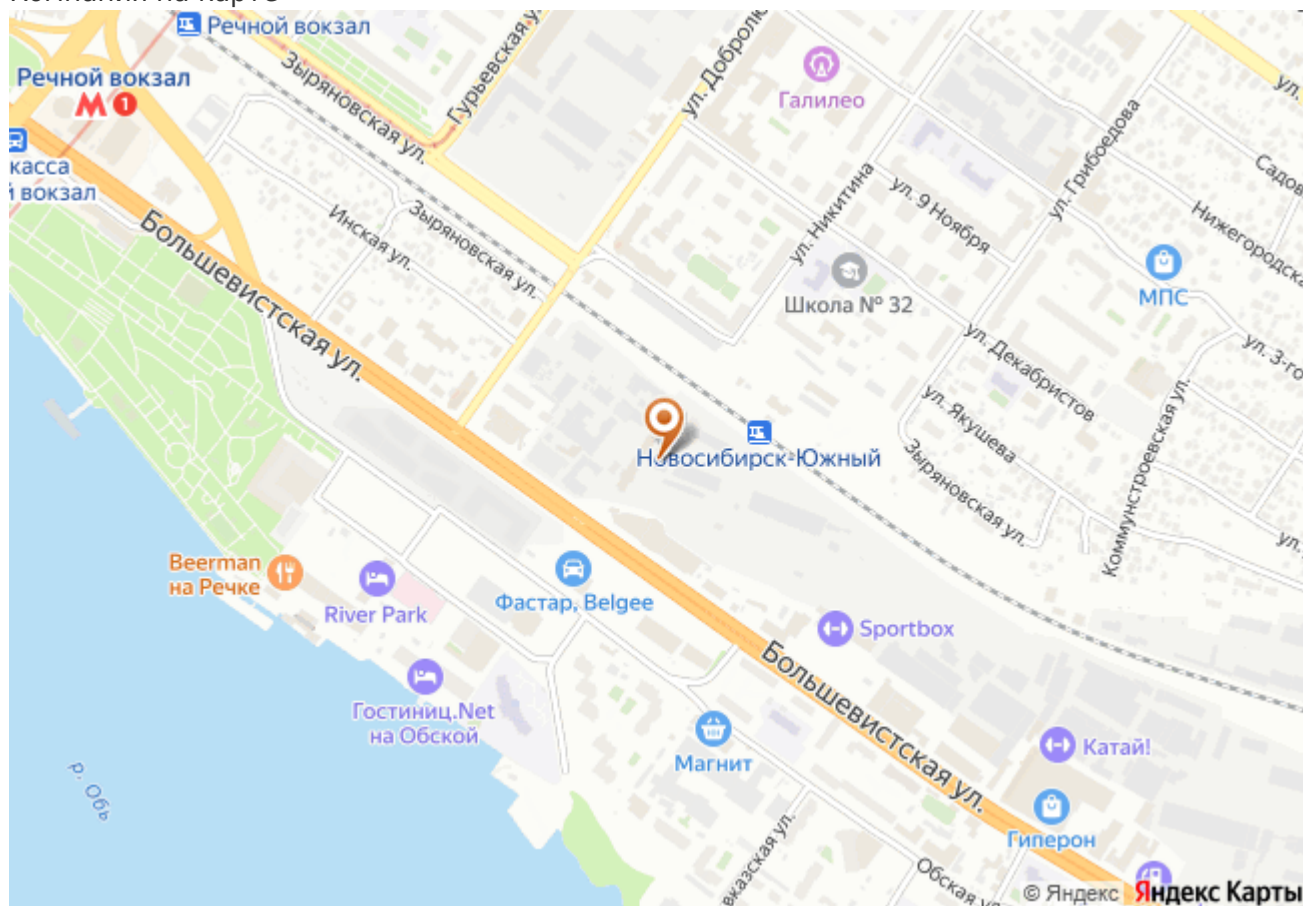 Речной вокзал
Речной вокзал
М 1
касса
й вокзал
Зыряновская ул.
Гурьевская ул.
Галилео
ул.
ул. Грибоедова
ул. Никитина
ул. 9 Ноября
Инская ул.
Зыряновская ул.
Большевистская ул.
Школа № 32
МПС
ул. Декабристов
ул. 3-го
ул. Якушева
Зыряновская ул.
Коммунстроевская ул.
ул.
Новосибирск-Южный
Beerman
на Речке
River Park
Фастар, Belgee
Sportbox
Гостиниц.Net
на Обской
Большевистская ул.
Магнит
Катай!
Гиперон
р. Обь
Обская ул.
© Яндекс Яндекс Карты